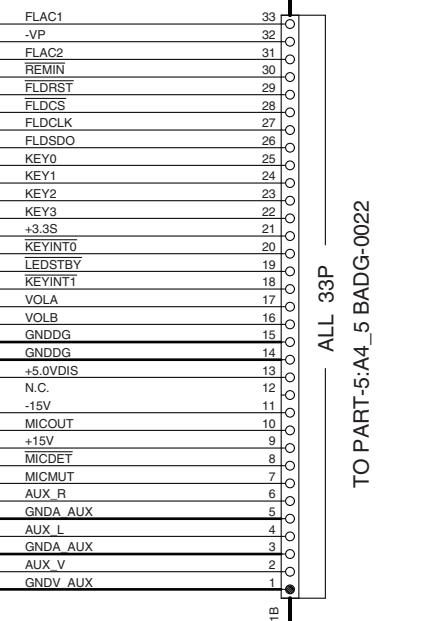 FLAC1 33
-VP 32
FLAC2 31
REMIN 30
FLDRST 29
FLDCS 28
FLDCLK 27
FLDSDO 26
KEY0 25
KEY1 24
KEY2 23
KEY3 22
+3.3S 21
KEYINT0 20
LEDSTBY 19
KEYINT1 18
VOLA 17
VOLB 16
GNDDG 15
GNDDG 14
+5.0VDIS 13
N.C. 12
-15V 11
MICOUT 10
+15V 9
MICDET 8
MICMUT 7
AUX_R 6
GNDA_AUX 5
AUX_L 4
GNDA_AUX 3
AUX_V 2
GNDV_AUX 1
ALL 33P
TO PART-5:A4_5 BADG-0022
1B